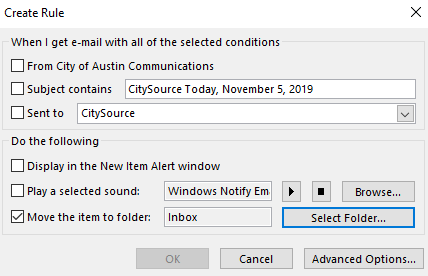 Create Rule
When I get e-mail with all of the selected conditions
From City of Austin Communications
Subject contains CitySource Today, November 5, 2019
Sent to CitySource
Do the following
Display in the New Item Alert window
Play a selected sound: Windows Notify Ema Browse...
Move the item to folder: Inbox Select Folder...
OK Cancel Advanced Options...